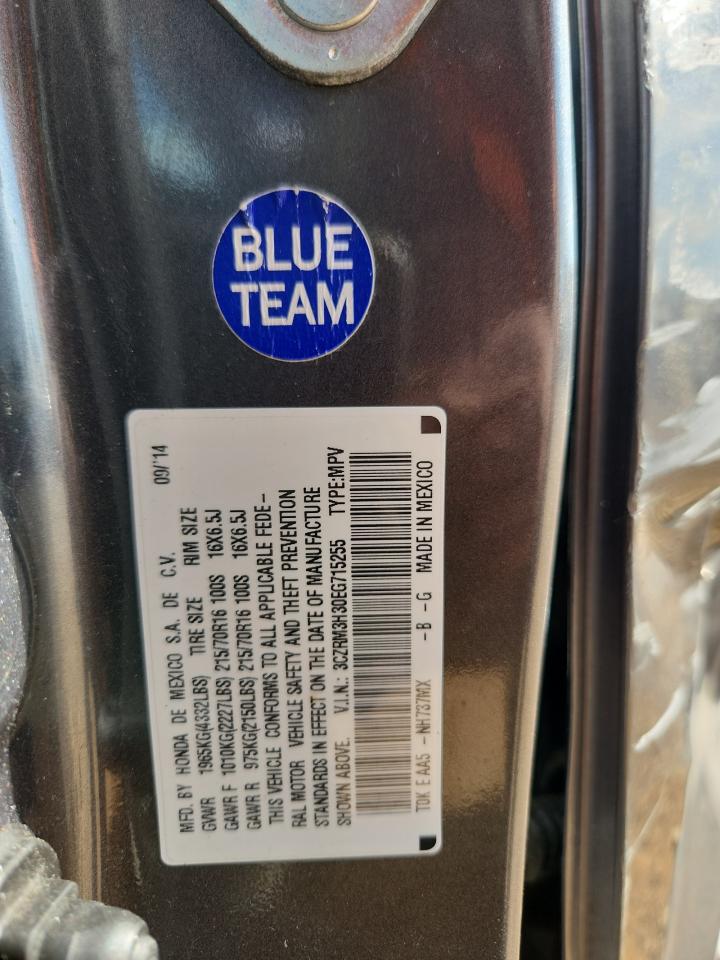 BLUE
TEAM
MFD. BY HONDA DE MEXICO S.A. DE C.V. 09/'14
GVWR 1965KG(4332LBS) TIRE SIZE RIM SIZE
GAWR F 1010KG(2227LBS) 215/70R16 100S 16X6.5J
GAWR R 975KG(2150LBS) 215/70R16 100S 16X6.5J
THIS VEHICLE CONFORMS TO ALL APPLICABLE FEDE-
RAL MOTOR VEHICLE SAFETY AND THEFT PREVENTION
STANDARDS IN EFFECT ON THE DATE OF MANUFACTURE
SHOWN ABOVE. V.I.N.: 3CZRM3H30EG715255 TYPE:MPV
T0K E AA5 -NH737MX -B -G MADE IN MEXICO